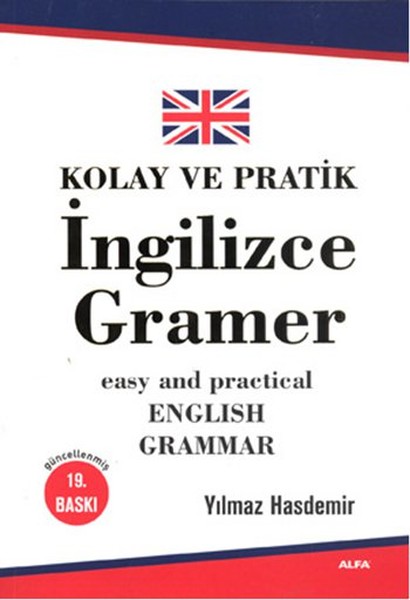 KOLAY VE PRATİK
İngilizce
Gramer
easy and practical
ENGLISH
GRAMMAR
güncellenmiş
19.
BASKI
Yılmaz Hasdemir
ALFA